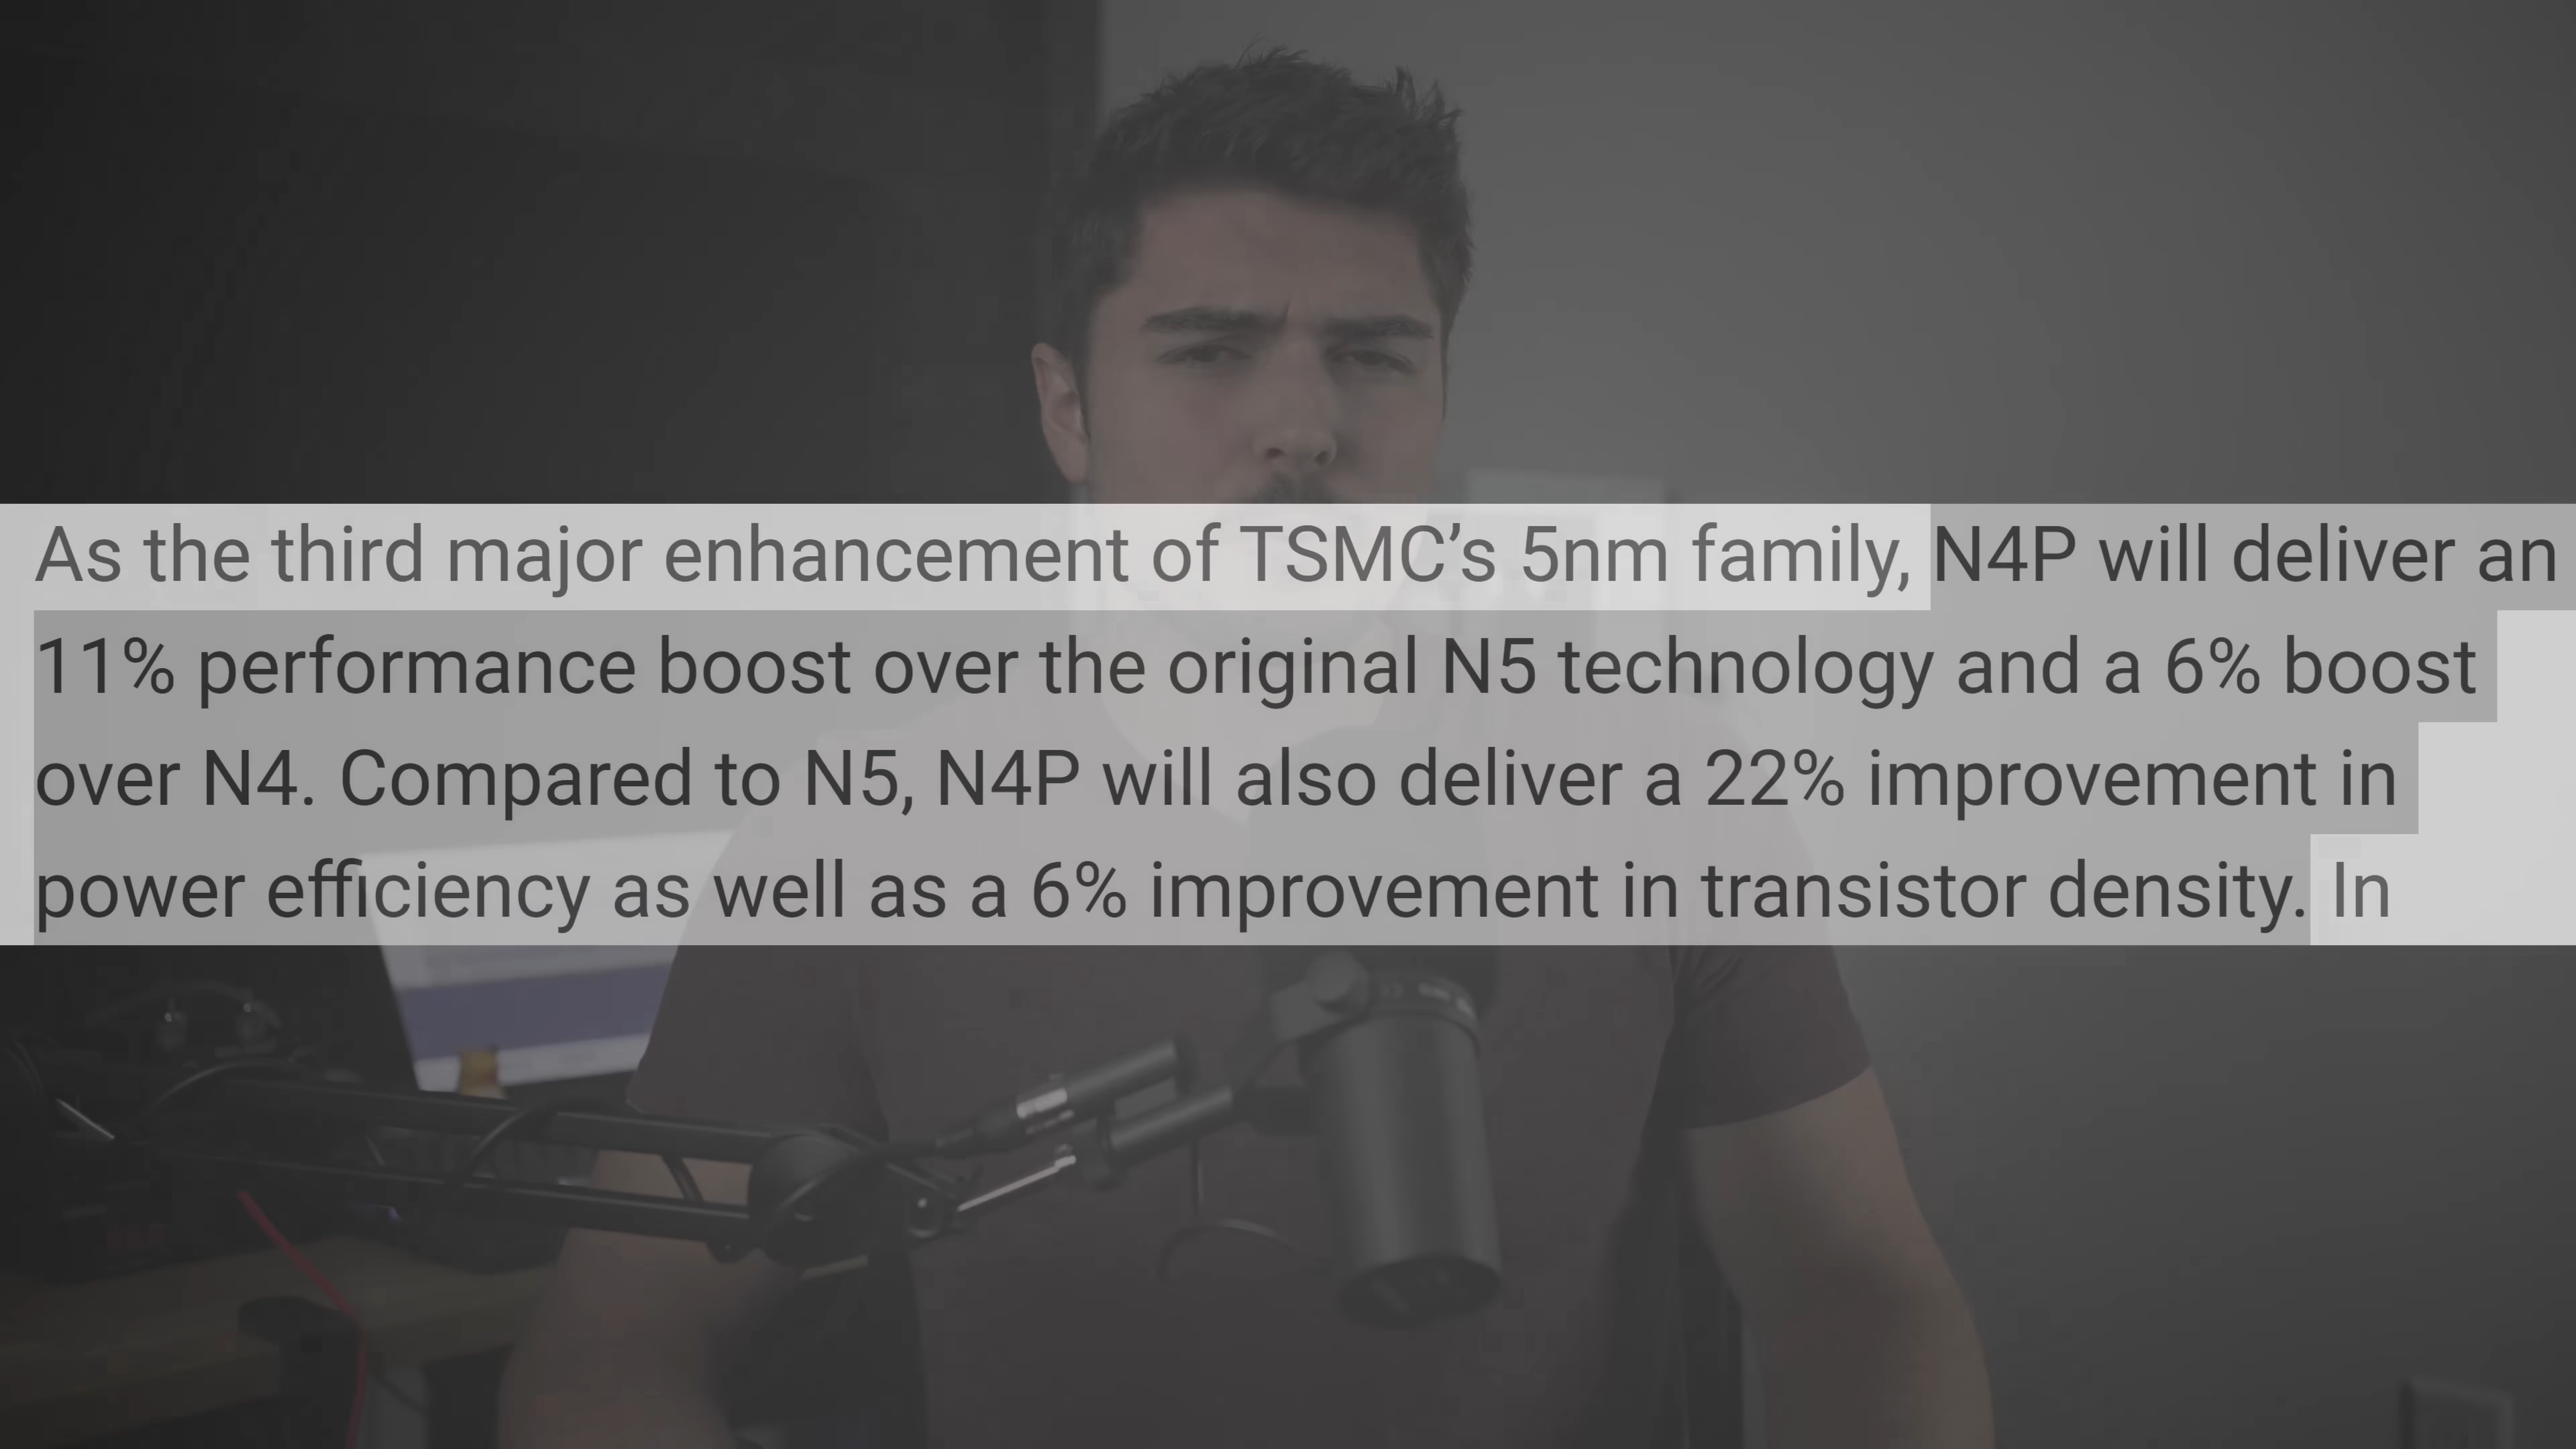 As the third major enhancement of TSMC’s 5nm family, N4P will deliver an
11% performance boost over the original N5 technology and a 6% boost
over N4. Compared to N5, N4P will also deliver a 22% improvement in
power efficiency as well as a 6% improvement in transistor density. In